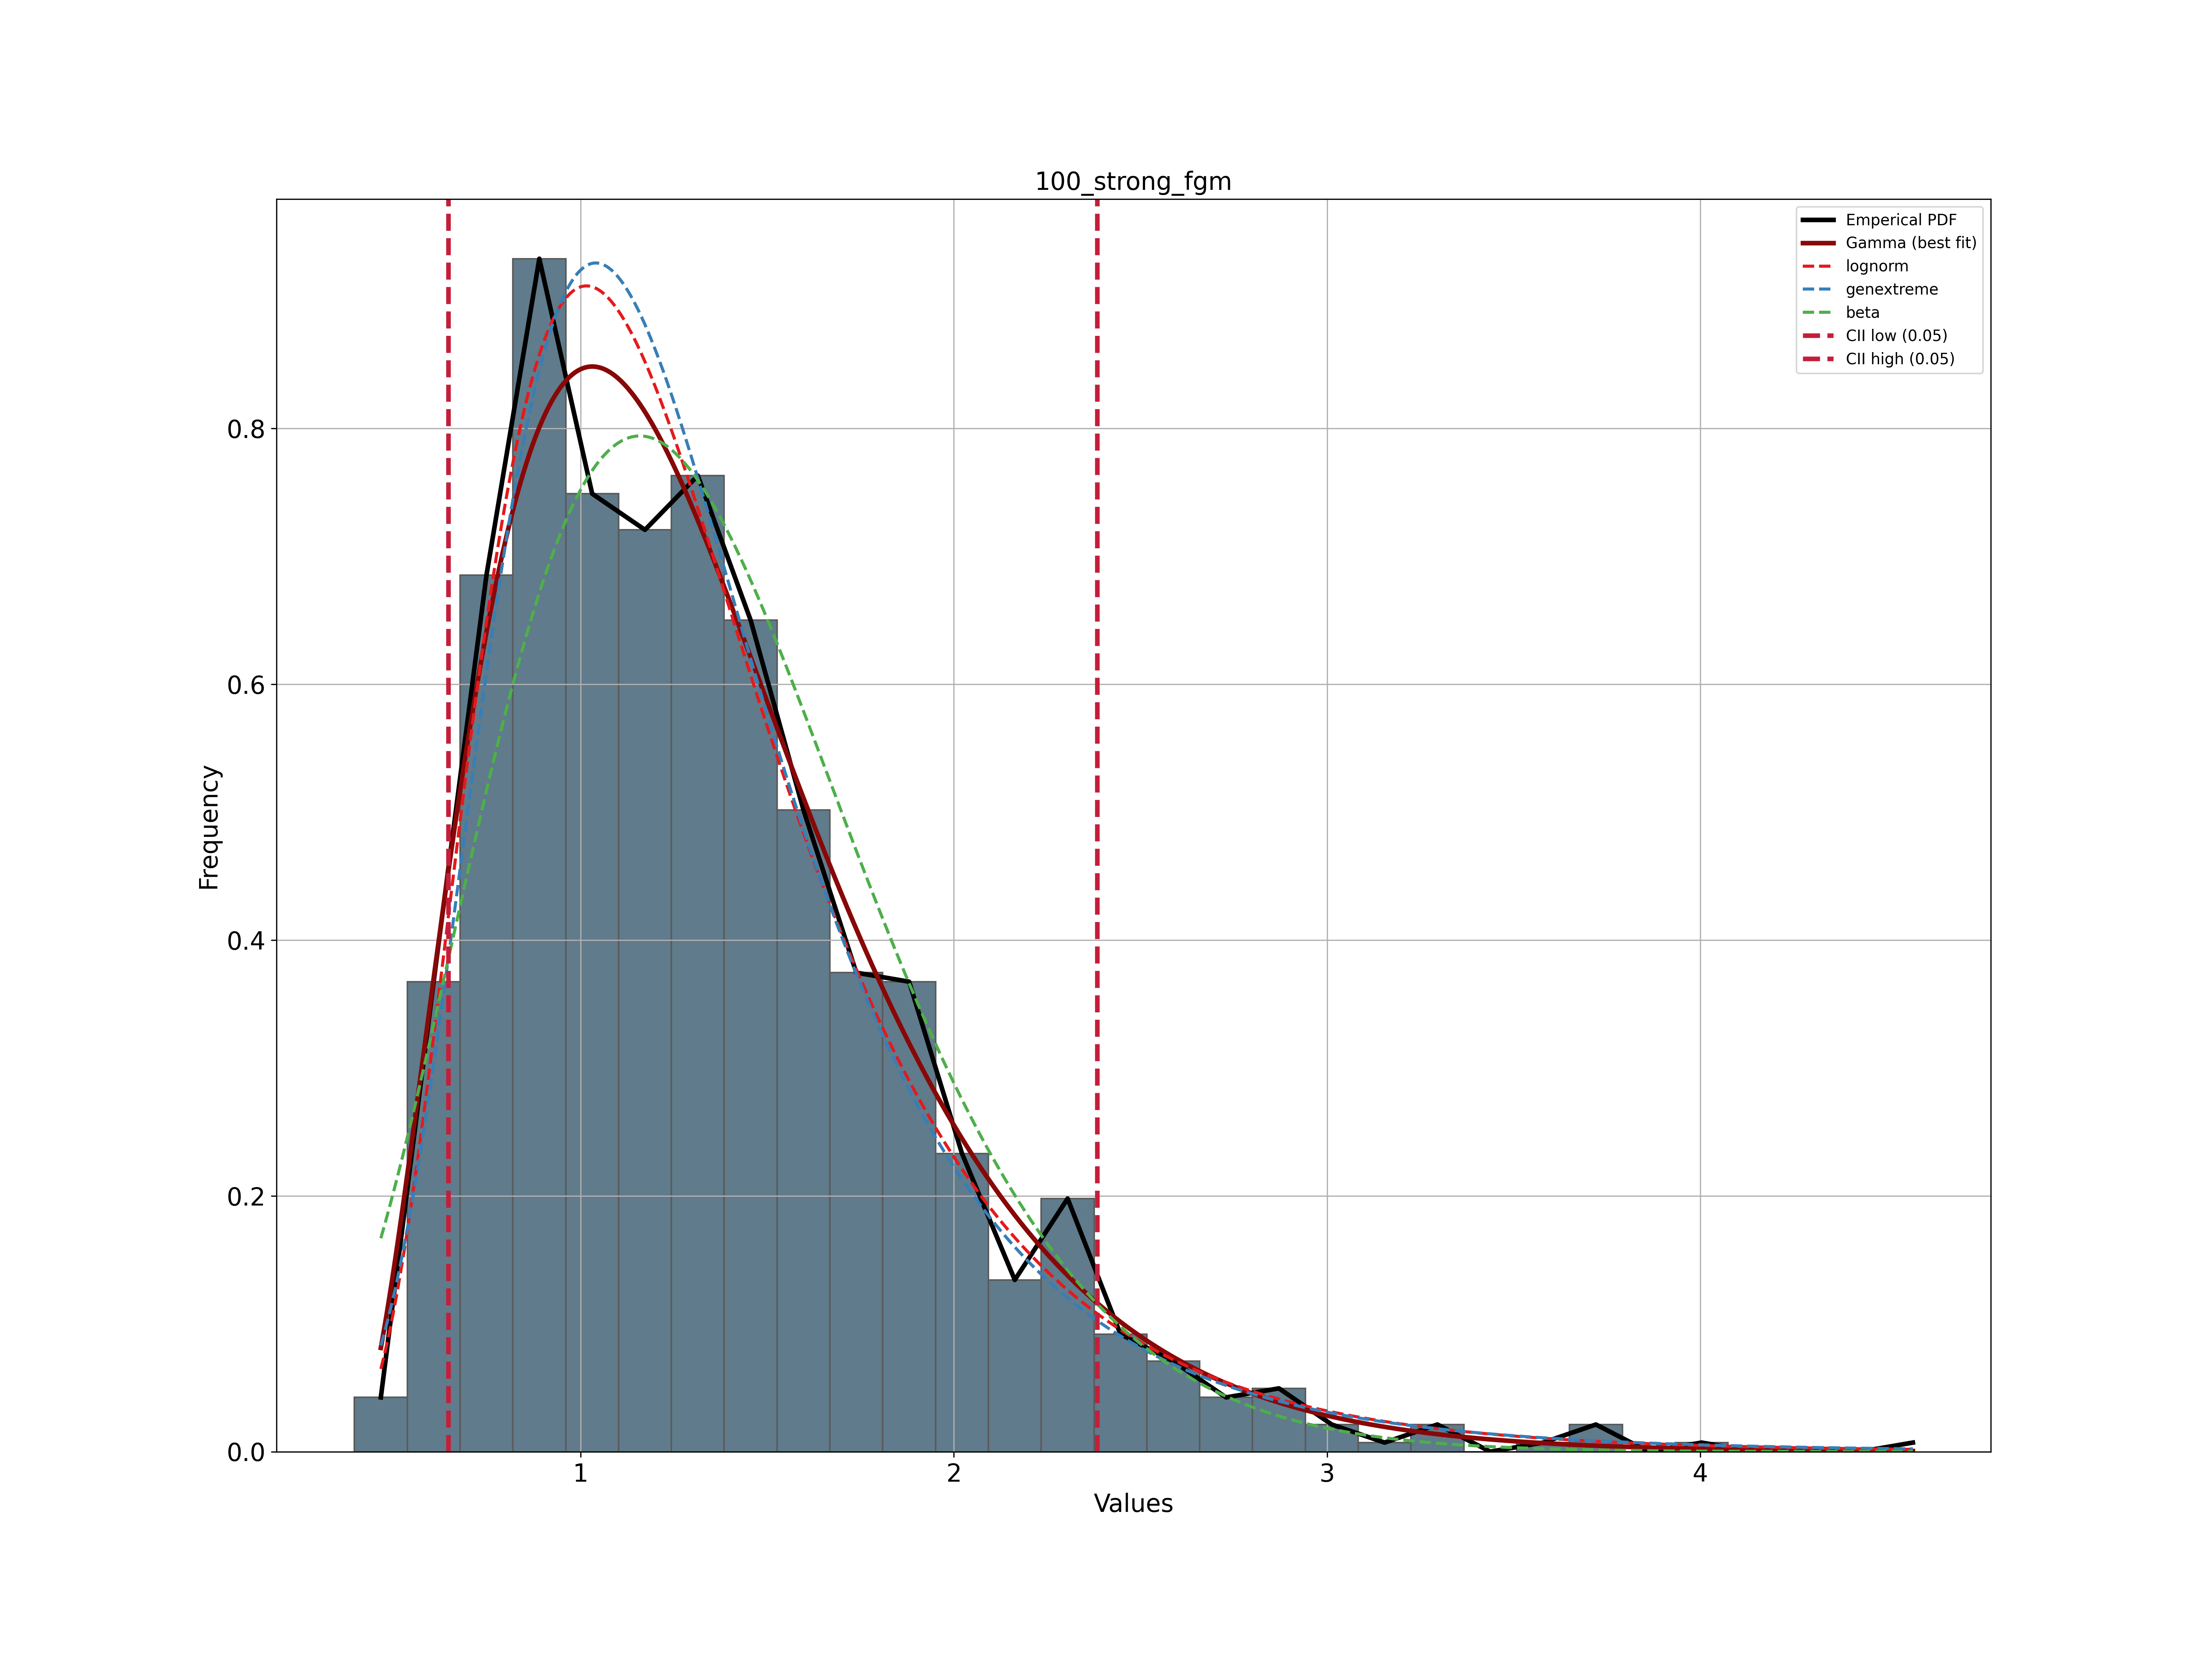 100_strong_fgm
Emperical PDF
Gamma (best fit)
lognorm
genextreme
beta
CII low (0.05)
CII high (0.05)
Frequency
0.8
0.6
0.4
0.2
0.0
1 2 3 4
Values